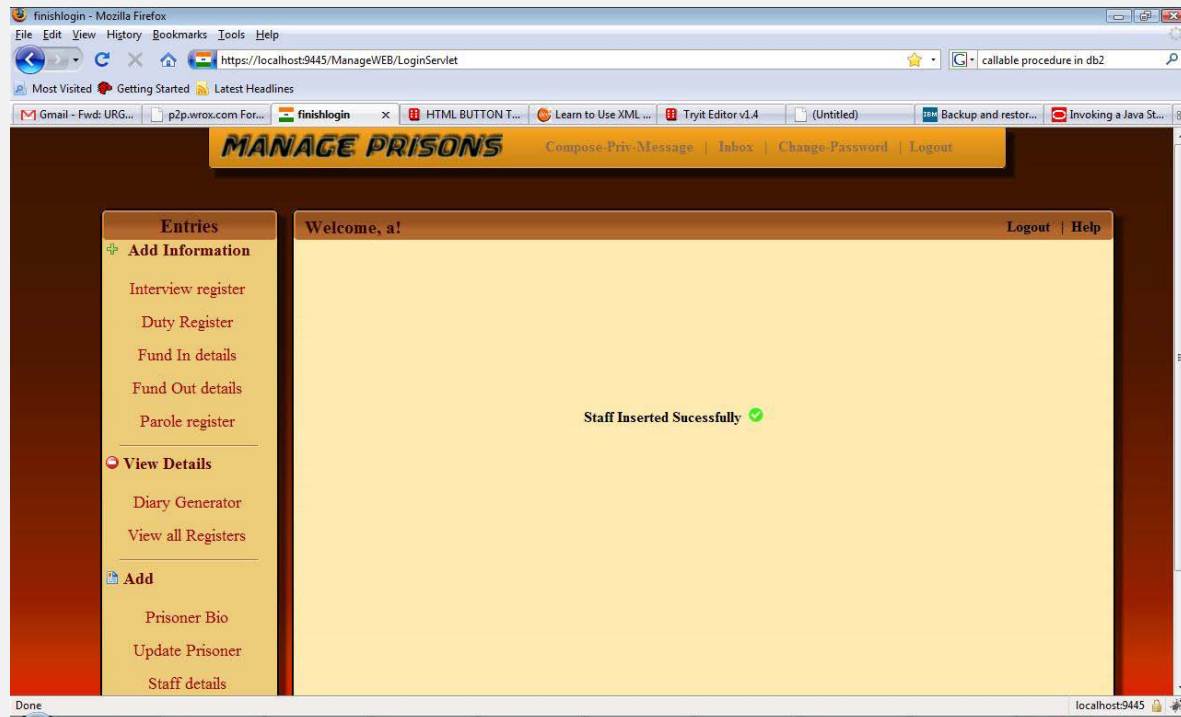 finishlogin - Mozilla Firefox
File Edit View History Bookmarks Tools Help
https://localhost:9445/ManageWEB/LoginServlet
callable procedure in db2
Most Visited Getting Started Latest Headlines
Gmail - Fwd: URG... p2p.wrox.com For... finishlogin HTML BUTTON T... Learn to Use XML ... Tryit Editor v1.4 (Untitled) Backup and restor... Invoking a Java St...
MANAGE PRISONS Compose-Priv-Message | Inbox | Change-Password | Logout
Entries
Welcome, a!
Logout | Help
Add Information
Interview register
Duty Register
Fund In details
Fund Out details
Parole register
Staff Inserted Sucessfully
View Details
Diary Generator
View all Registers
Add
Prisoner Bio
Update Prisoner
Staff details
Done
localhost:9445